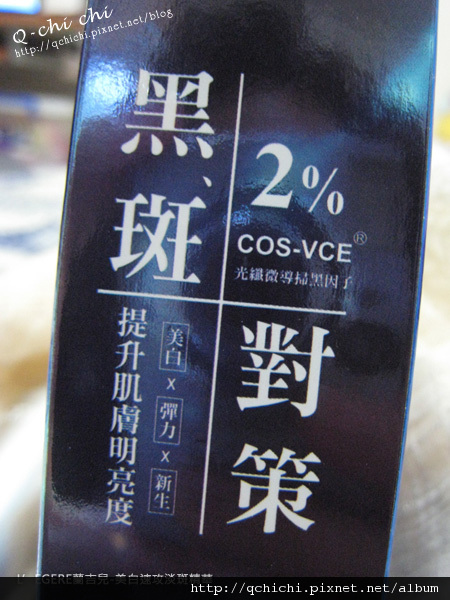 Q-chi chi
http://qchichi.pixnet.net/blog
黑、斑
2%
COS-VCE®
光纖微導掃黑因子
對策
美白 x 彈力 x 新生
提升肌膚明亮度
http://qchichi.pixnet.net/album